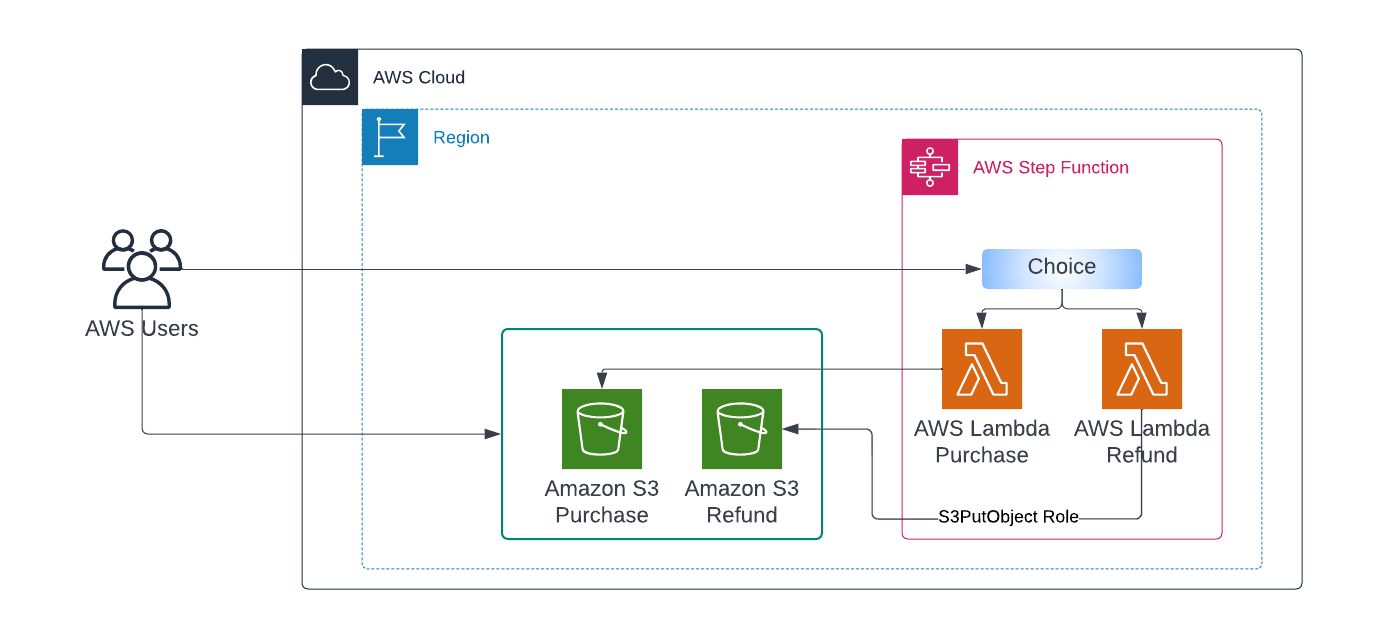 AWS Cloud
Region
AWS Step Function
AWS Users
Choice
AWS Lambda
Purchase
AWS Lambda
Refund
Amazon S3
Purchase
Amazon S3
Refund
S3PutObject Role